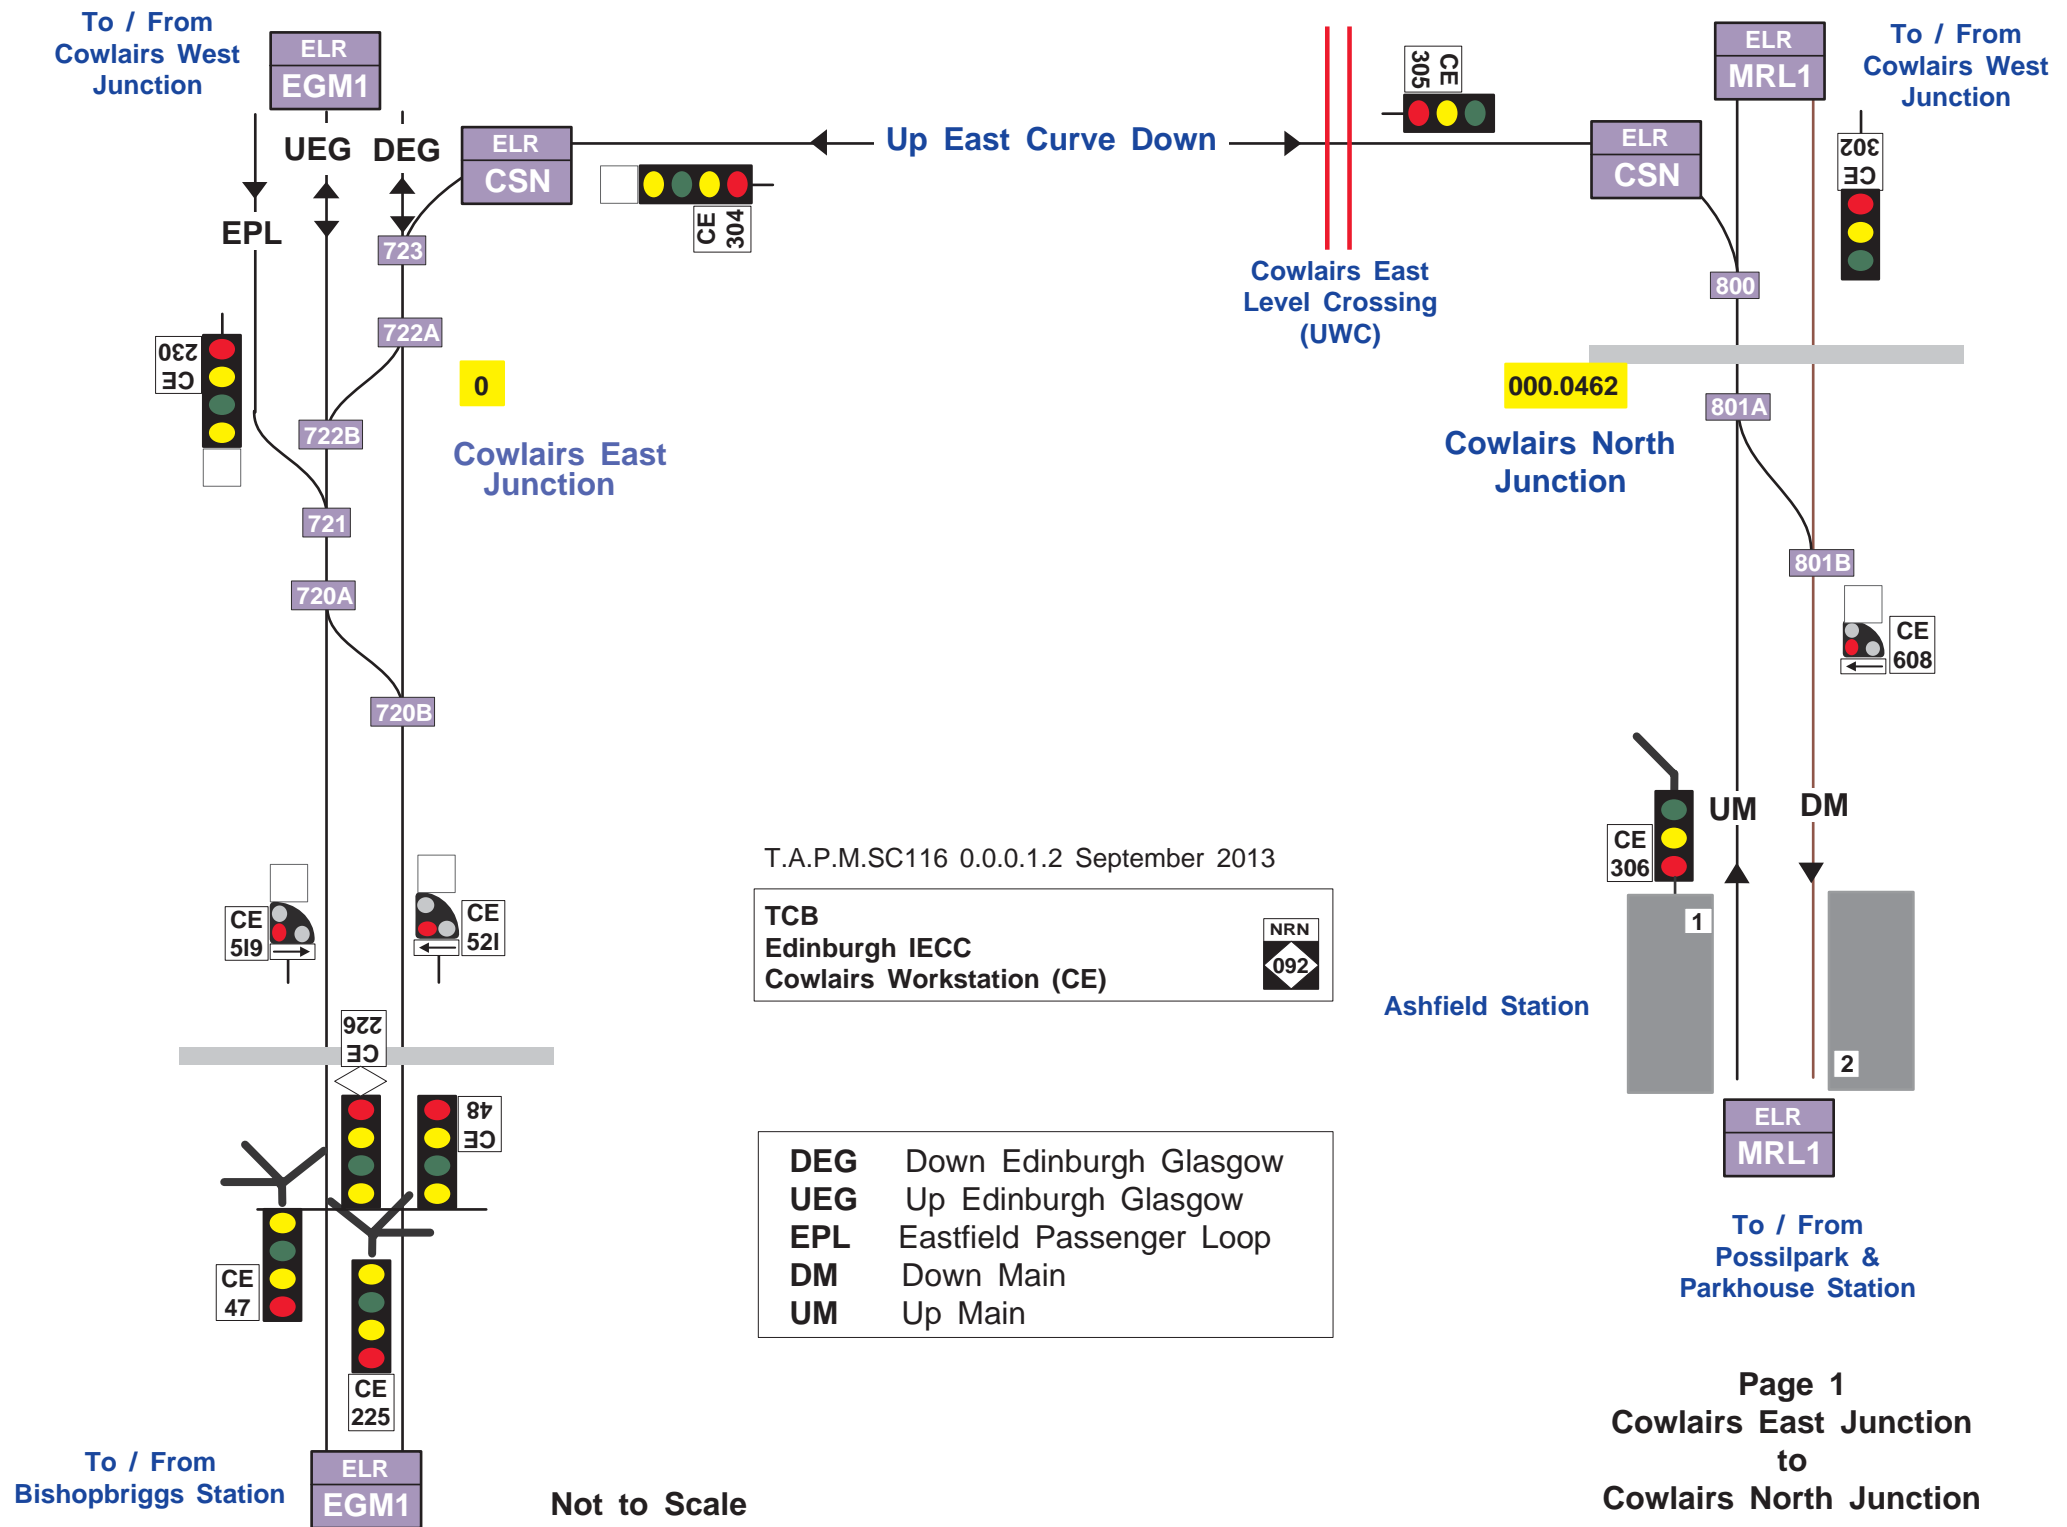 To / From
Cowlairs West
Junction
ELR
EGM1
UEG
DEG
EPL
ELR
CSN
CE
304
Up East Curve Down
CE
305
ELR
CSN
ELR
MRL1
To / From
Cowlairs West
Junction
CE
302
723
722A
722B
721
720A
720B
CE
230
0
Cowlairs East
Junction
Cowlairs East
Level Crossing
(UWC)
800
000.0462
801A
Cowlairs North
Junction
801B
CE
608
UM
DM
CE
306
1
2
Ashfield Station
CE
5I9
CE
52I
CE
226
CE
48
CE
47
CE
225
T.A.P.M.SC116 0.0.0.1.2 September 2013
TCB
Edinburgh IECC
Cowlairs Workstation (CE)
NRN
092
DEG Down Edinburgh Glasgow
UEG Up Edinburgh Glasgow
EPL Eastfield Passenger Loop
DM Down Main
UM Up Main
ELR
MRL1
To / From
Possilpark &
Parkhouse Station
To / From
Bishopbriggs Station
ELR
EGM1
Not to Scale
Page 1
Cowlairs East Junction
to
Cowlairs North Junction